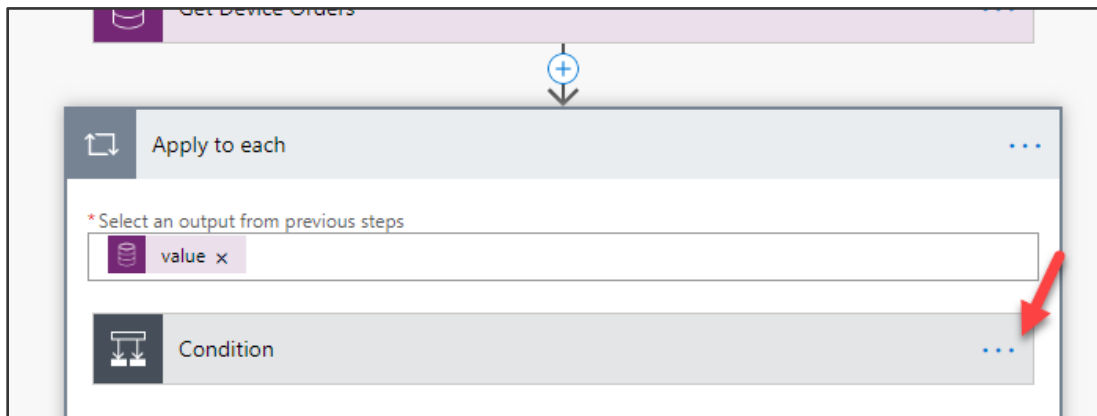 Get Device Orders
Apply to each
* Select an output from previous steps
value x
Condition